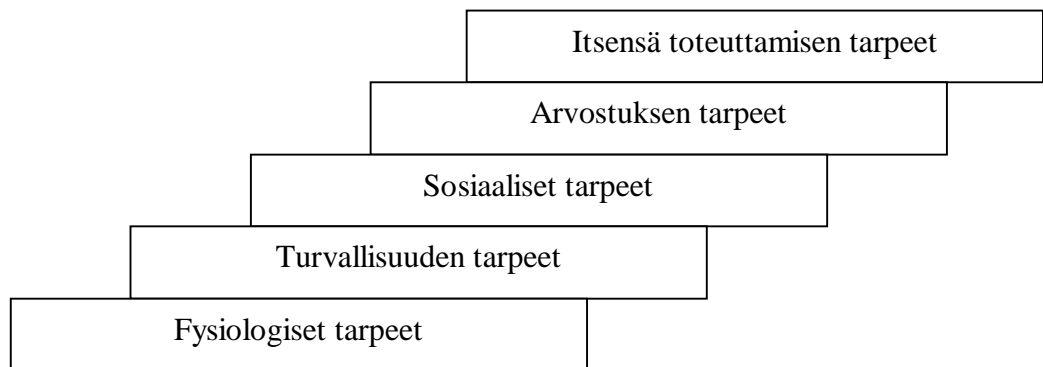 Itsensä toteuttamisen tarpeet
Arvostuksen tarpeet
Sosiaaliset tarpeet
Turvallisuuden tarpeet
Fysiologiset tarpeet